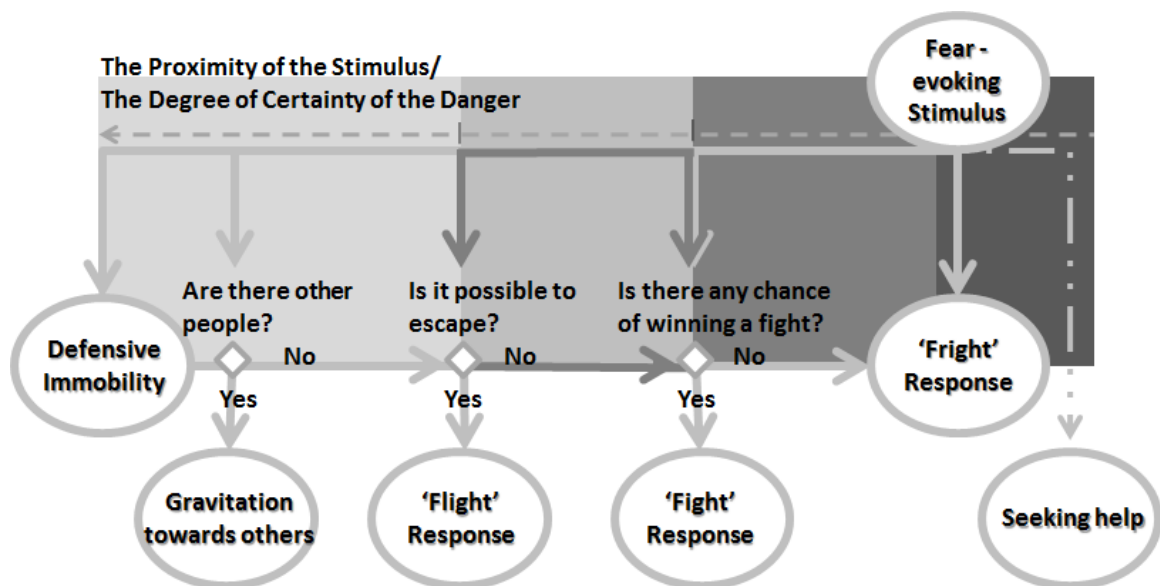 The Proximity of the Stimulus/
The Degree of Certainty of the Danger
Fear -
evoking
Stimulus
Are there other
people?
Is it possible to
escape?
Is there any chance
of winning a fight?
Defensive
Immobility
No
No
No
‘Fright’
Response
Yes
Yes
Yes
Gravitation
towards others
‘Flight’
Response
‘Fight’
Response
Seeking help